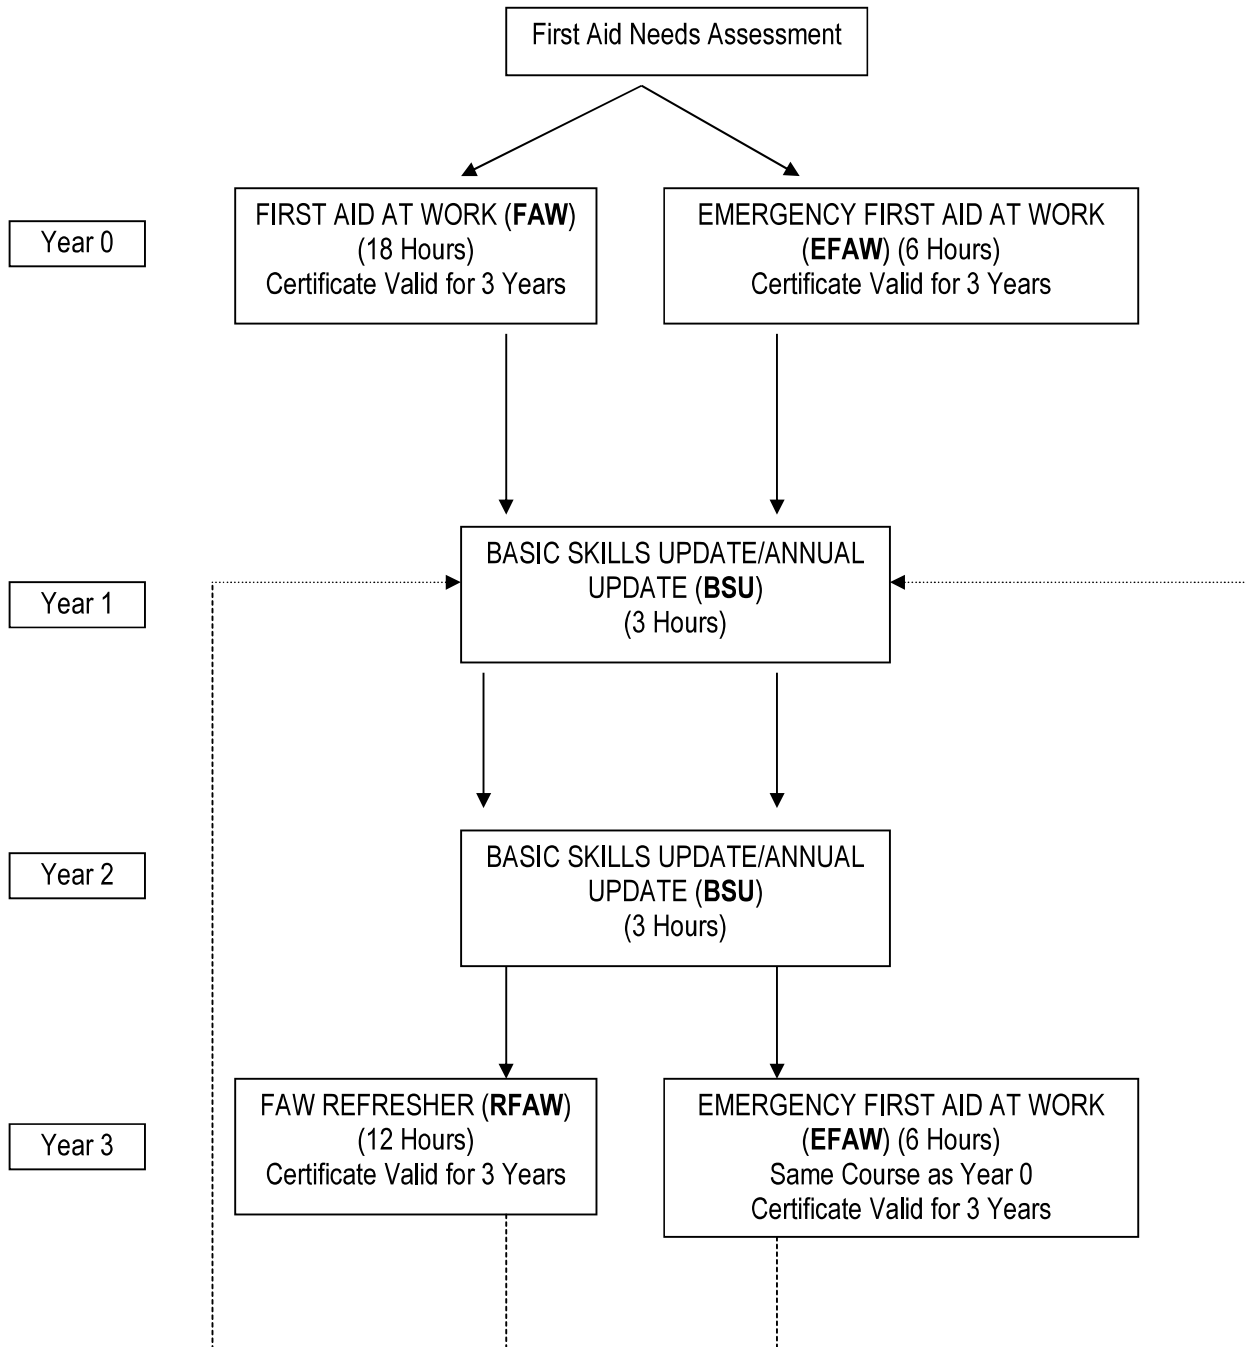 First Aid Needs Assessment
Year 0
FIRST AID AT WORK (FAW)
(18 Hours)
Certificate Valid for 3 Years
EMERGENCY FIRST AID AT WORK
(EFAW) (6 Hours)
Certificate Valid for 3 Years
Year 1
BASIC SKILLS UPDATE/ANNUAL
UPDATE (BSU)
(3 Hours)
Year 2
BASIC SKILLS UPDATE/ANNUAL
UPDATE (BSU)
(3 Hours)
Year 3
FAW REFRESHER (RFAW)
(12 Hours)
Certificate Valid for 3 Years
EMERGENCY FIRST AID AT WORK
(EFAW) (6 Hours)
Same Course as Year 0
Certificate Valid for 3 Years